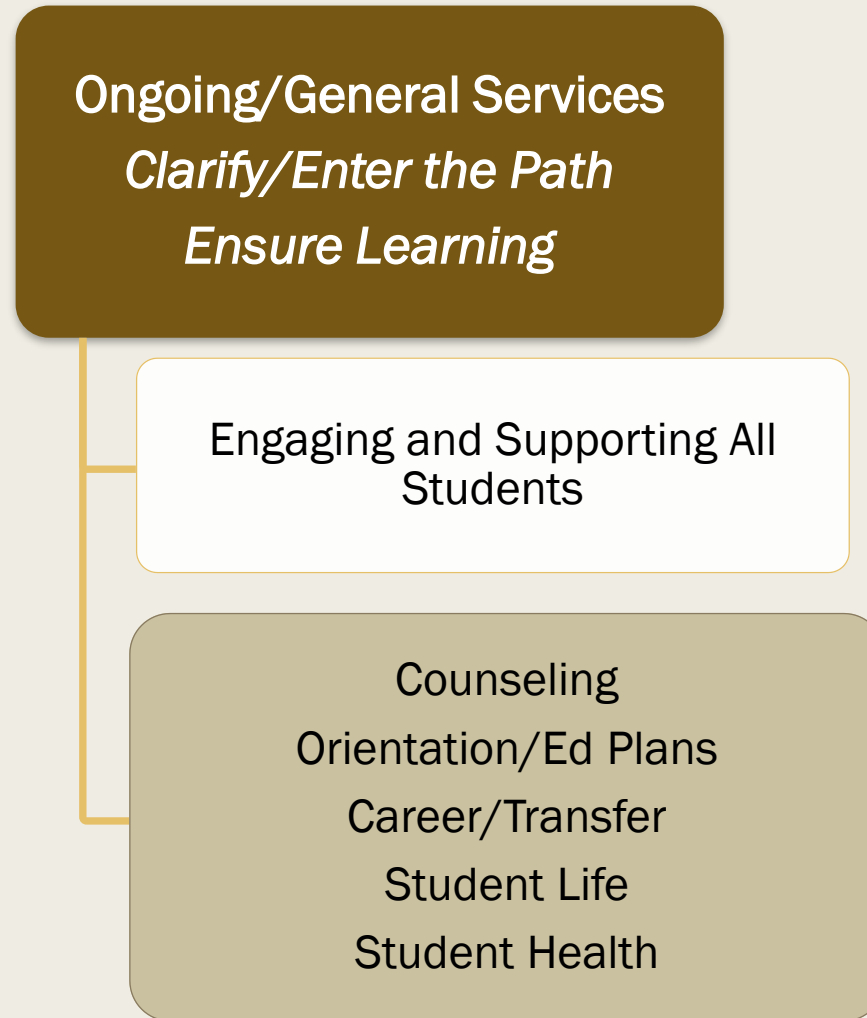 Ongoing/General Services
Clarify/Enter the Path
Ensure Learning
Engaging and Supporting All
Students
Counseling
Orientation/Ed Plans
Career/Transfer
Student Life
Student Health